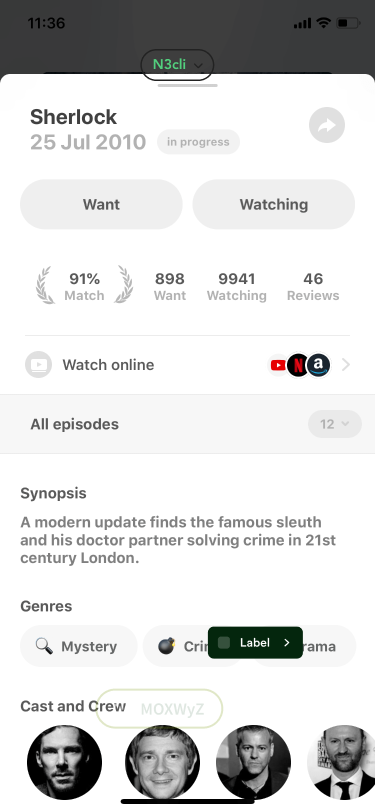 11:36
N3cli
Sherlock
25 Jul 2010 in progress
Want Watching
91% 898 9941 46
Match Want Watching Reviews
Watch online N a
All episodes 12
Synopsis
A modern update finds the famous sleuth
and his doctor partner solving crime in 21st
century London.
Genres
Mystery Cri Label rama
Cast and Crew MOXWyZ